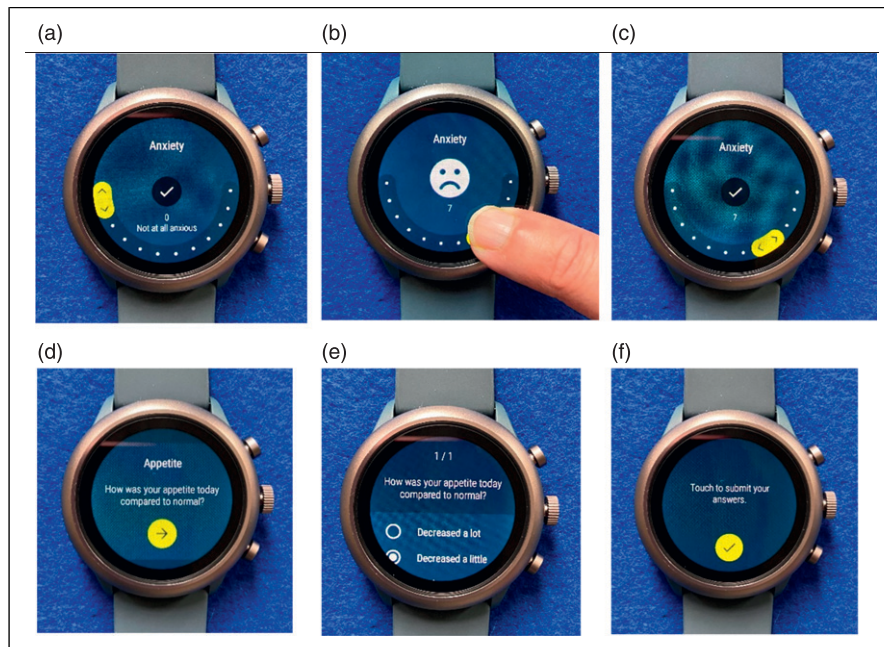 (a)
(b)
(c)
Anxiety
0
Not at all anxious
Anxiety
7
Anxiety
7
(d)
(e)
(f)
Appetite
How was your appetite today
compared to normal?
1 / 1
How was your appetite today
compared to normal?
Decreased a lot
Decreased a little
Touch to submit your
answers.